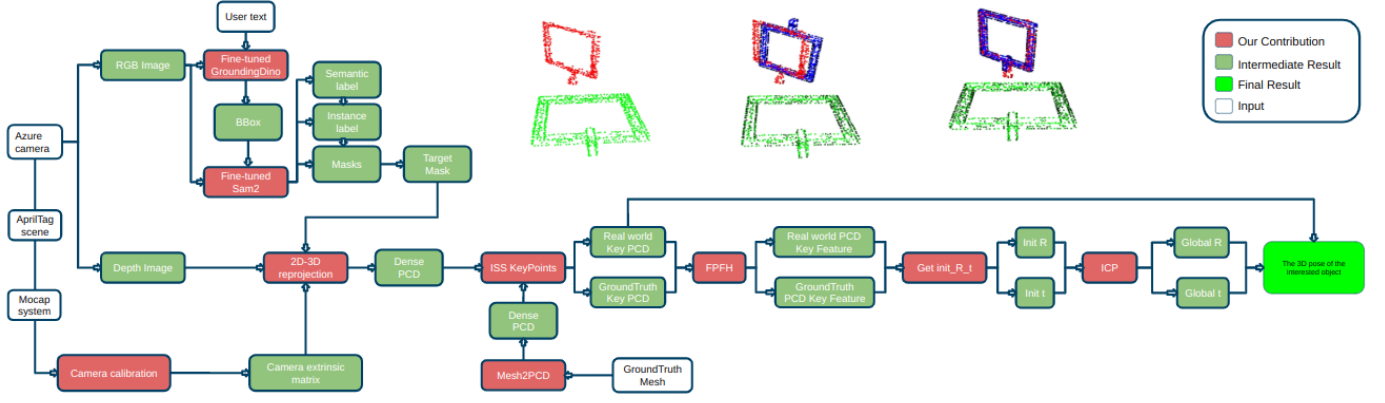 User text
RGB Image
Fine-tuned
GroundingDino
Semantic
label
BBox
Instance
label
Azure
camera
Fine-tuned
Sam2
Masks
Target
Mask
Our Contribution
Intermediate Result
Final Result
Input
AprilTag
scene
Depth Image
2D-3D
reprojection
Dense
PCD
ISS KeyPoints
Real world
Key PCD
GroundTruth
Key PCD
FPFH
Real world PCD
Key Feature
GroundTruth
PCD Key Feature
Get init_R_t
Init R
Init t
ICP
Global R
Global t
The 3D pose of the
interested object
Mocap
system
Dense
PCD
Camera calibration
Camera extrinsic
matrix
Mesh2PCD
GroundTruth
Mesh